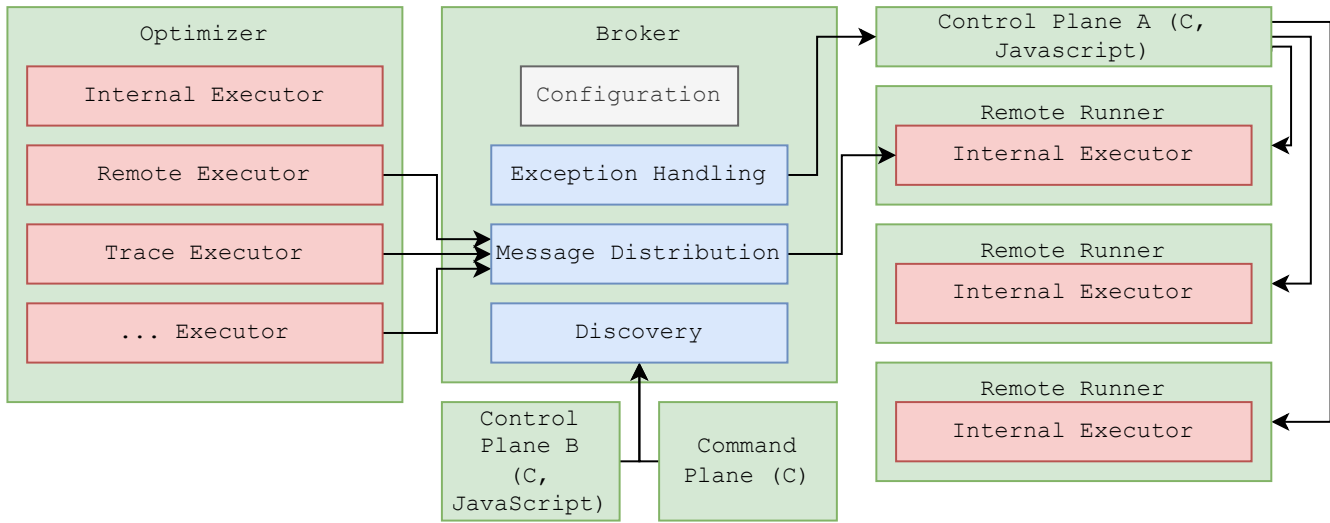 Optimizer
Internal Executor
Remote Executor
Trace Executor
... Executor
Broker
Configuration
Exception Handling
Message Distribution
Discovery
Control
Plane B
(C,
JavaScript)
Command
Plane (C)
Control Plane A (C,
Javascript)
Remote Runner
Internal Executor
Remote Runner
Internal Executor
Remote Runner
Internal Executor